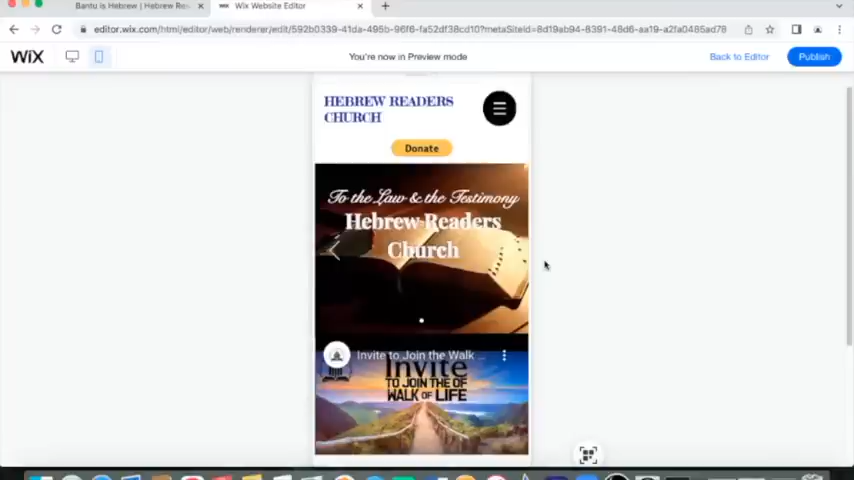 Bantu is Hebrew | Hebrew Rea
Wix Website Editor
editor.wix.com/html/editor/web/renderer/edit/592b0339-41da-495b-96f6-fa52df38cd10?metaSiteId=8d19ab94-8391-48d6-aa19-a2fa0485ad78
WiX
You're now in Preview mode
Back to Editor
Publish
HEBREW READERS
CHURCH
Donate
To the Law & the Testimony
Hebrew Readers
Church
Invite to Join the Walk ...
Invite
TO JOIN THE OF
WALK OF LIFE